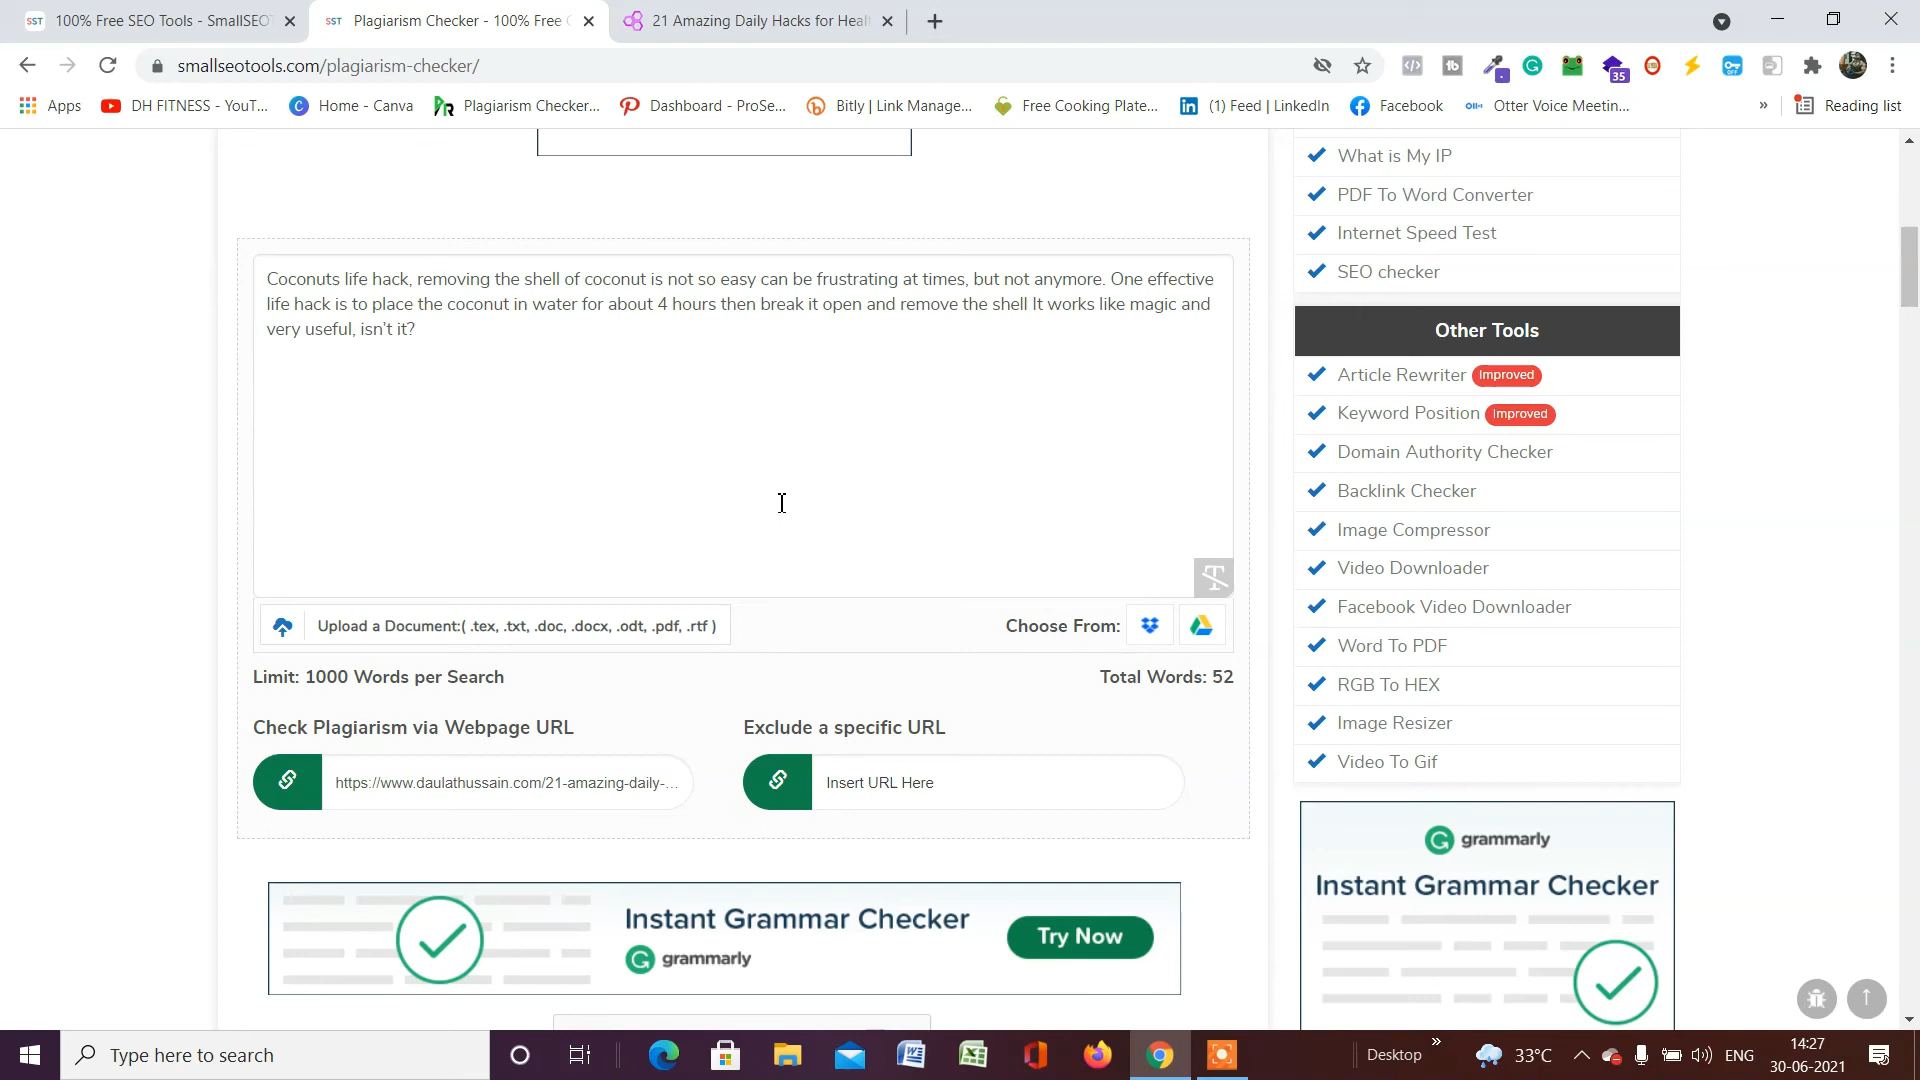 SST 100% Free SEO Tools - SmallSEO
SST Plagiarism Checker - 100% Free
21 Amazing Daily Hacks for Heal
smallseotools.com/plagiarism-checker/
35
OFF
Apps
DH FITNESS - YouT...
Home - Canva
Plagiarism Checker...
Dashboard - ProSe...
Bitly | Link Manage...
Free Cooking Plate...
(1) Feed | LinkedIn
Facebook
Otter Voice Meetin...
»
Reading list
Coconuts life hack, removing the shell of coconut is not so easy can be frustrating at times, but not anymore. One effective
life hack is to place the coconut in water for about 4 hours then break it open and remove the shell It works like magic and
very useful, isn't it?
Upload a Document:( .tex, .txt, .doc, .docx, .odt, .pdf, .rtf )
Choose From:
Limit: 1000 Words per Search
Total Words: 52
Check Plagiarism via Webpage URL
Exclude a specific URL
https://www.daulathussain.com/21-amazing-daily-...
Insert URL Here
Instant Grammar Checker
grammarly
Try Now
What is My IP
PDF To Word Converter
Internet Speed Test
SEO checker
Other Tools
Article Rewriter Improved
Keyword Position Improved
Domain Authority Checker
Backlink Checker
Image Compressor
Video Downloader
Facebook Video Downloader
Word To PDF
RGB To HEX
Image Resizer
Video To Gif
grammarly
Instant Grammar Checker
Type here to search
Desktop
»
33°C
ENG
14:27
30-06-2021